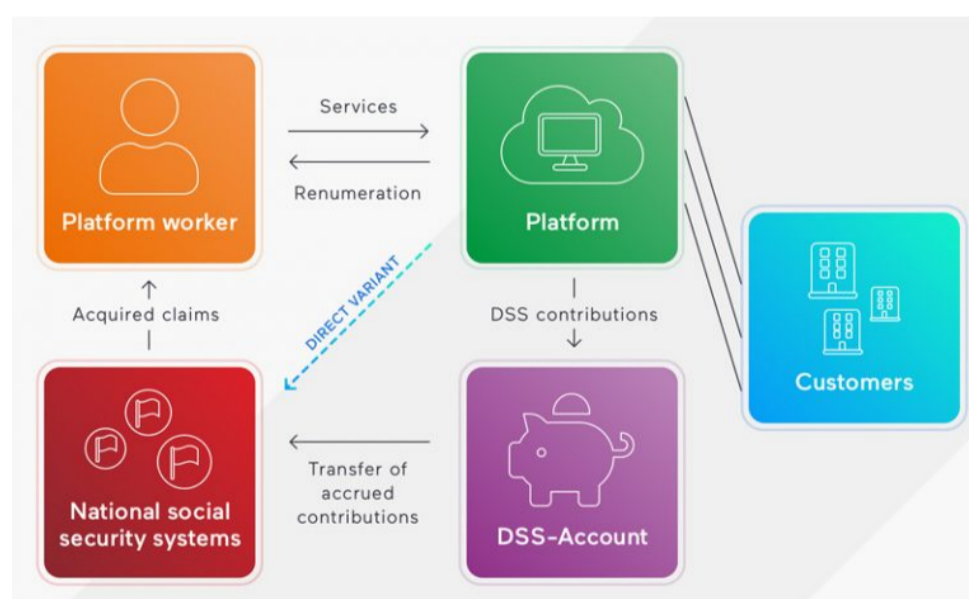 Services
Renumeration
Platform worker
Platform
DIRECT VARIANT
Acquired claims
DSS contributions
Customers
Transfer of
accrued
contributions
National social
security systems
DSS-Account